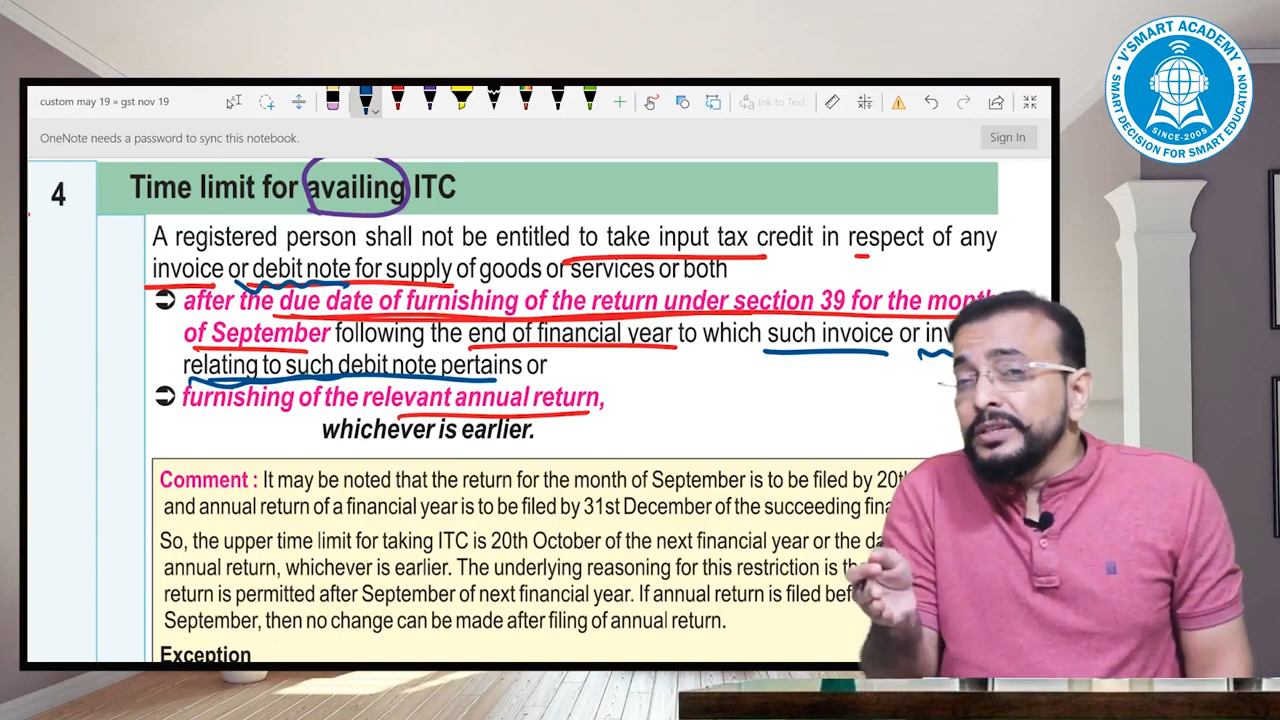 V'SMART ACADEMY
SMART DECISION FOR SMART EDUCATION
SINCE-2005
custom may 19 » gst nov 19
Ink to Text
OneNote needs a password to sync this notebook.
Sign In
4
Time limit for availing ITC
A registered person shall not be entitled to take input tax credit in respect of any
invoice or debit note for supply of goods or services or both
after the due date of furnishing of the return under section 39 for the month
of September following the end of financial year to which such invoice or
relating to such debit note pertains or
furnishing of the relevant annual return,
whichever is earlier.
Comment : It may be noted that the return for the month of September is to be filed by 20th
and annual return of a financial year is to be filed by 31st December of the succeeding
So, the upper time limit for taking ITC is 20th October of the next financial year or the
annual return, whichever is earlier. The underlying reasoning for this restriction is
return is permitted after September of next financial year. If annual return is filed
September, then no change can be made after filing of annual return.
Exception